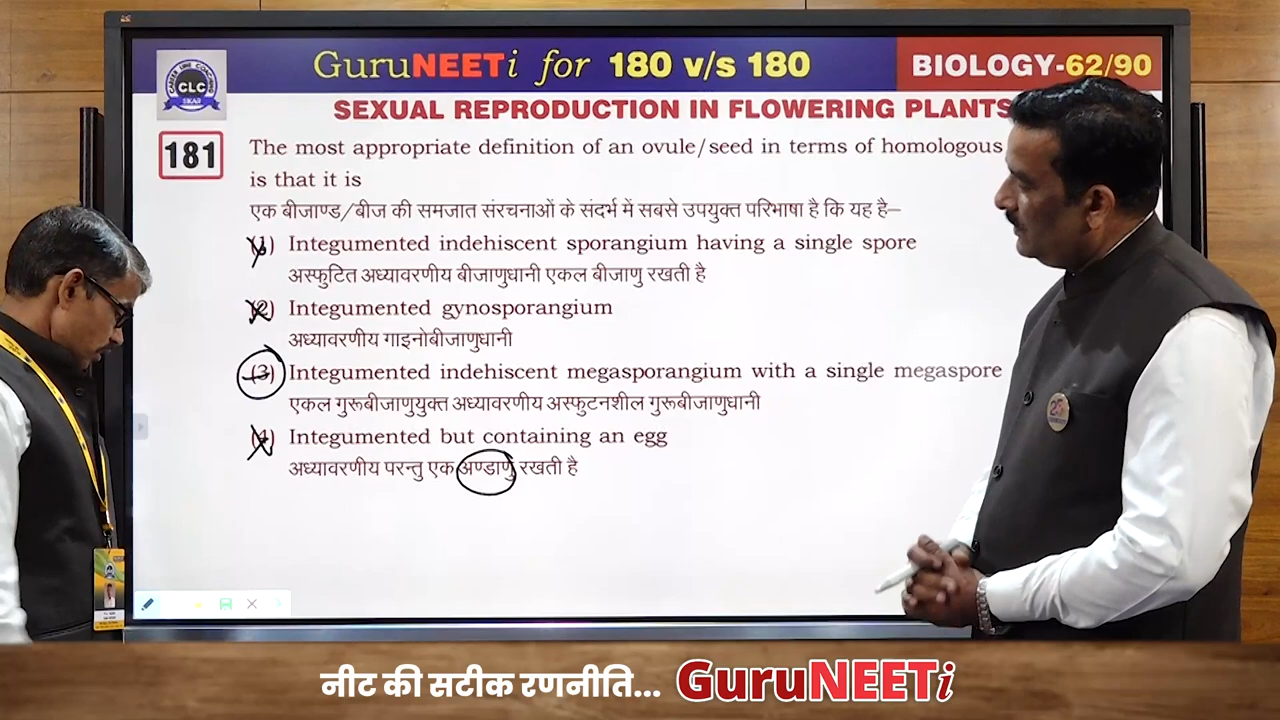 GuruNEETi for 180 v/s 180
BIOLOGY-62/90
CAREER LINE COACHING
CLC
SIKAR
SEXUAL REPRODUCTION IN FLOWERING PLANTS
181
The most appropriate definition of an ovule/seed in terms of homologous
is that it is
एक बीजाण्ड/बीज की समजात संरचनाओं के संदर्भ में सबसे उपयुक्त परिभाषा है कि यह है–
(1) Integumented indehiscent sporangium having a single spore
अस्फुटित अध्यावरणीय बीजाणुधानी एकल बीजाणु रखती है
(2) Integumented gynosporangium
अध्यावरणीय गाइनोबीजाणुधानी
(3) Integumented indehiscent megasporangium with a single megaspore
एकल गुरूबीजाणुयुक्त अध्यावरणीय अस्फुटनशील गुरूबीजाणुधानी
(4) Integumented but containing an egg
अध्यावरणीय परन्तु एक अण्डाणु रखती है
नीट की सटीक रणनीति... GuruNEETi